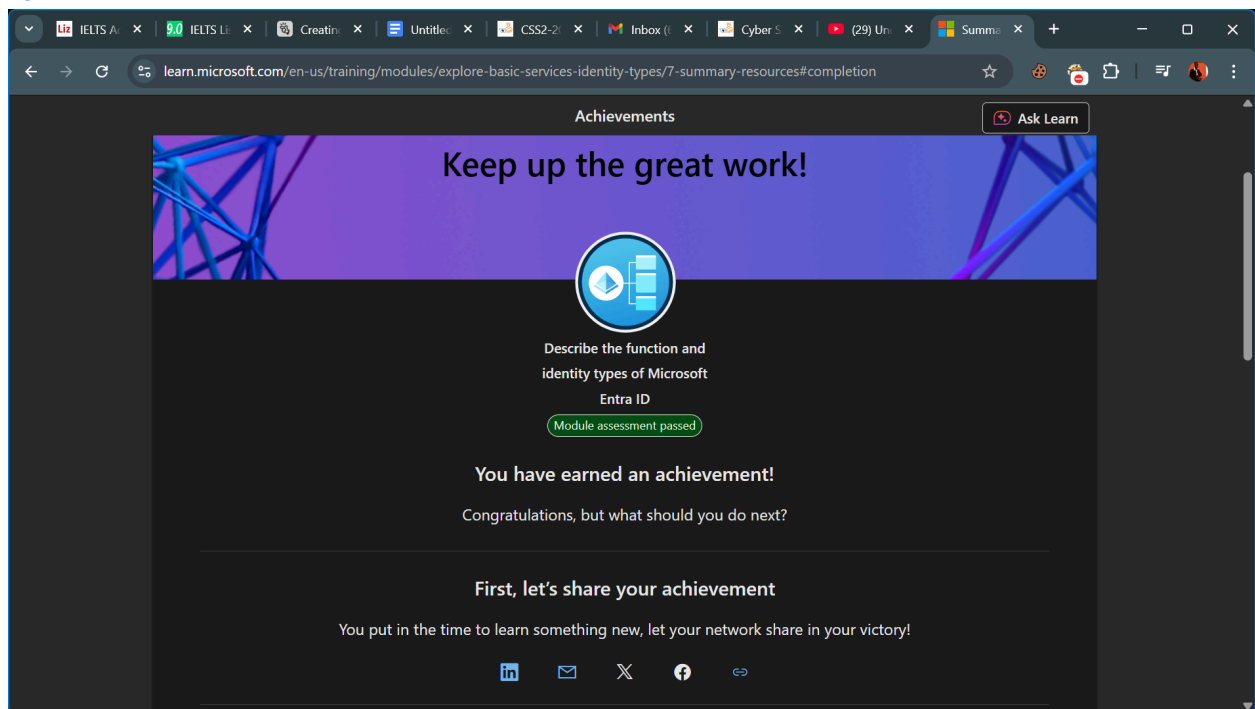 Liz IELTS A
9.0 IELTS Li
Creatin
Untitled
CSS2-2
Inbox (
Cyber S
(29) Un
Summa
learn.microsoft.com/en-us/training/modules/explore-basic-services-identity-types/7-summary-resources#completion
Achievements
Ask Learn
Keep up the great work!
Describe the function and
identity types of Microsoft
Entra ID
Module assessment passed
You have earned an achievement!
Congratulations, but what should you do next?
First, let’s share your achievement
You put in the time to learn something new, let your network share in your victory!
in